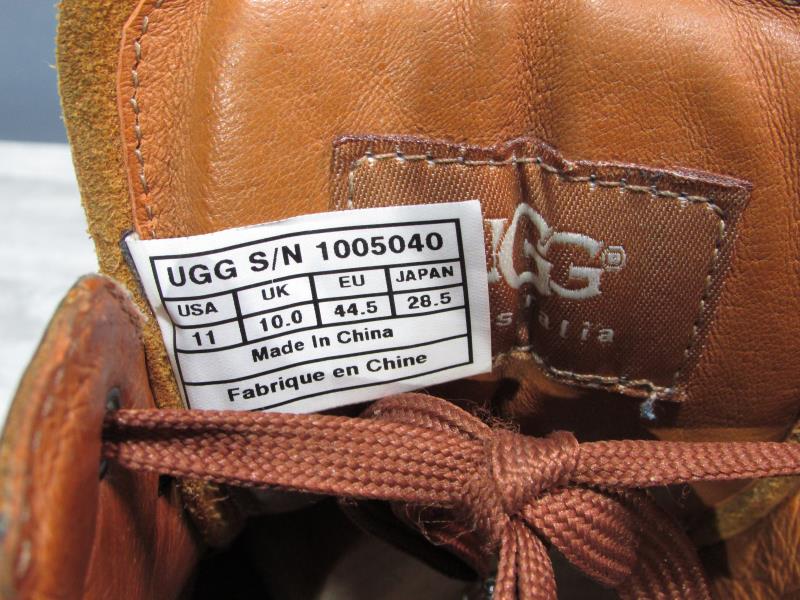 UGG S/N 1005040
USA UK EU JAPAN
11 10.0 44.5 28.5
Made In China
Fabrique en Chine
UGG®